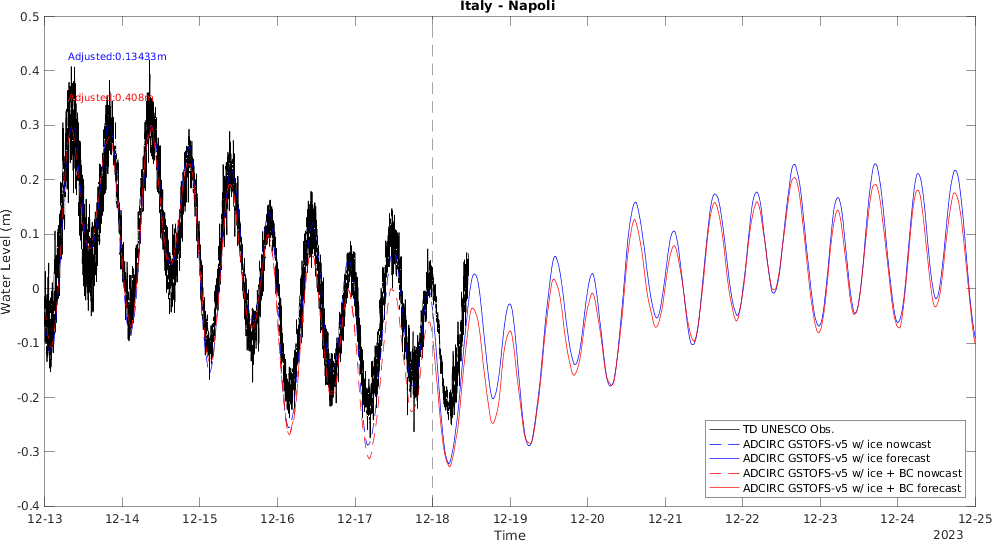 Italy - Napoli
Water Level (m)
0.5
0.4
0.3
0.2
0.1
0
-0.1
-0.2
-0.3
-0.4
Adjusted:0.13433m
Adjusted:0.408m
TD UNESCO Obs.
ADCIRC GSTOFS-v5 w/ ice nowcast
ADCIRC GSTOFS-v5 w/ ice forecast
ADCIRC GSTOFS-v5 w/ ice + BC nowcast
ADCIRC GSTOFS-v5 w/ ice + BC forecast
12-13 12-14 12-15 12-16 12-17 12-18 12-19 12-20 12-21 12-22 12-23 12-24 12-25
Time
2023